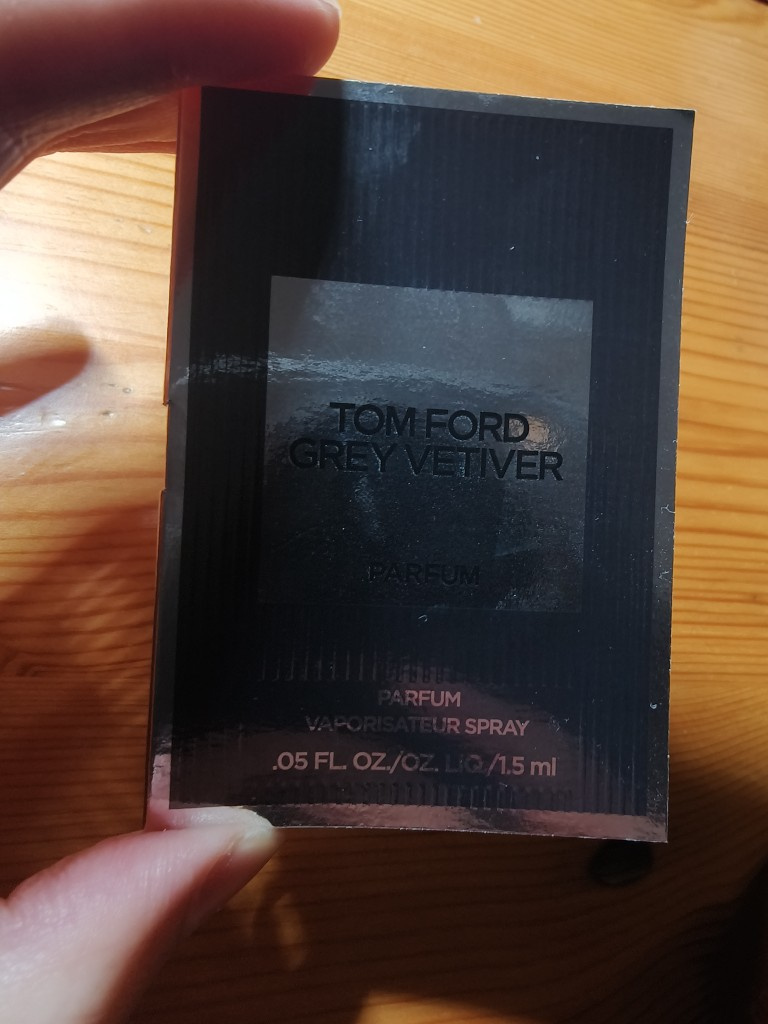 TOM FORD
GREY VETIVER
PARFUM
PARFUM
VAPORISATEUR SPRAY
.05 FL. OZ./OZ. LIQ./1.5 ml